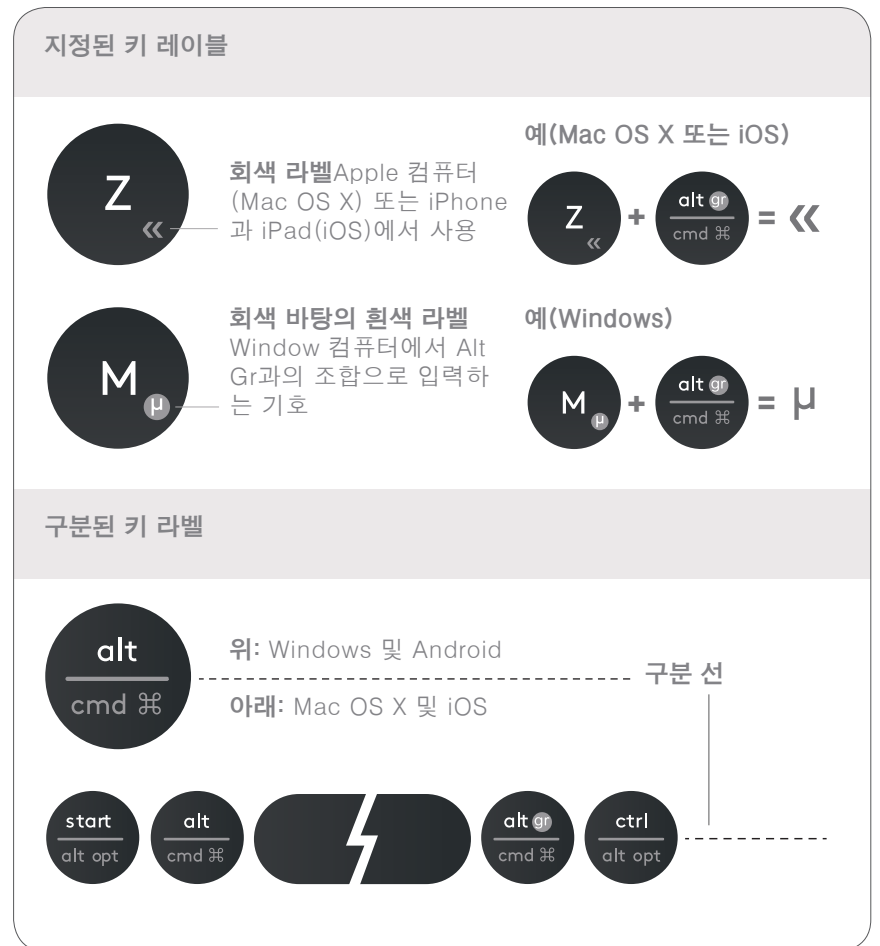 지정된 키 레이블
Z
«
회색 라벨Apple 컴퓨터
(Mac OS X) 또는 iPhone
과 iPad(iOS)에서 사용
예(Mac OS X 또는 iOS)
Z « + alt gr cmd ⌘ = «
M
µ
회색 바탕의 흰색 라벨
Window 컴퓨터에서 Alt
Gr과의 조합으로 입력하
는 기호
예(Windows)
M µ + alt gr cmd ⌘ = µ
구분된 키 라벨
alt
cmd ⌘
위: Windows 및 Android
구분 선
아래: Mac OS X 및 iOS
start alt alt gr ctrl
alt opt cmd ⌘ cmd ⌘ alt opt